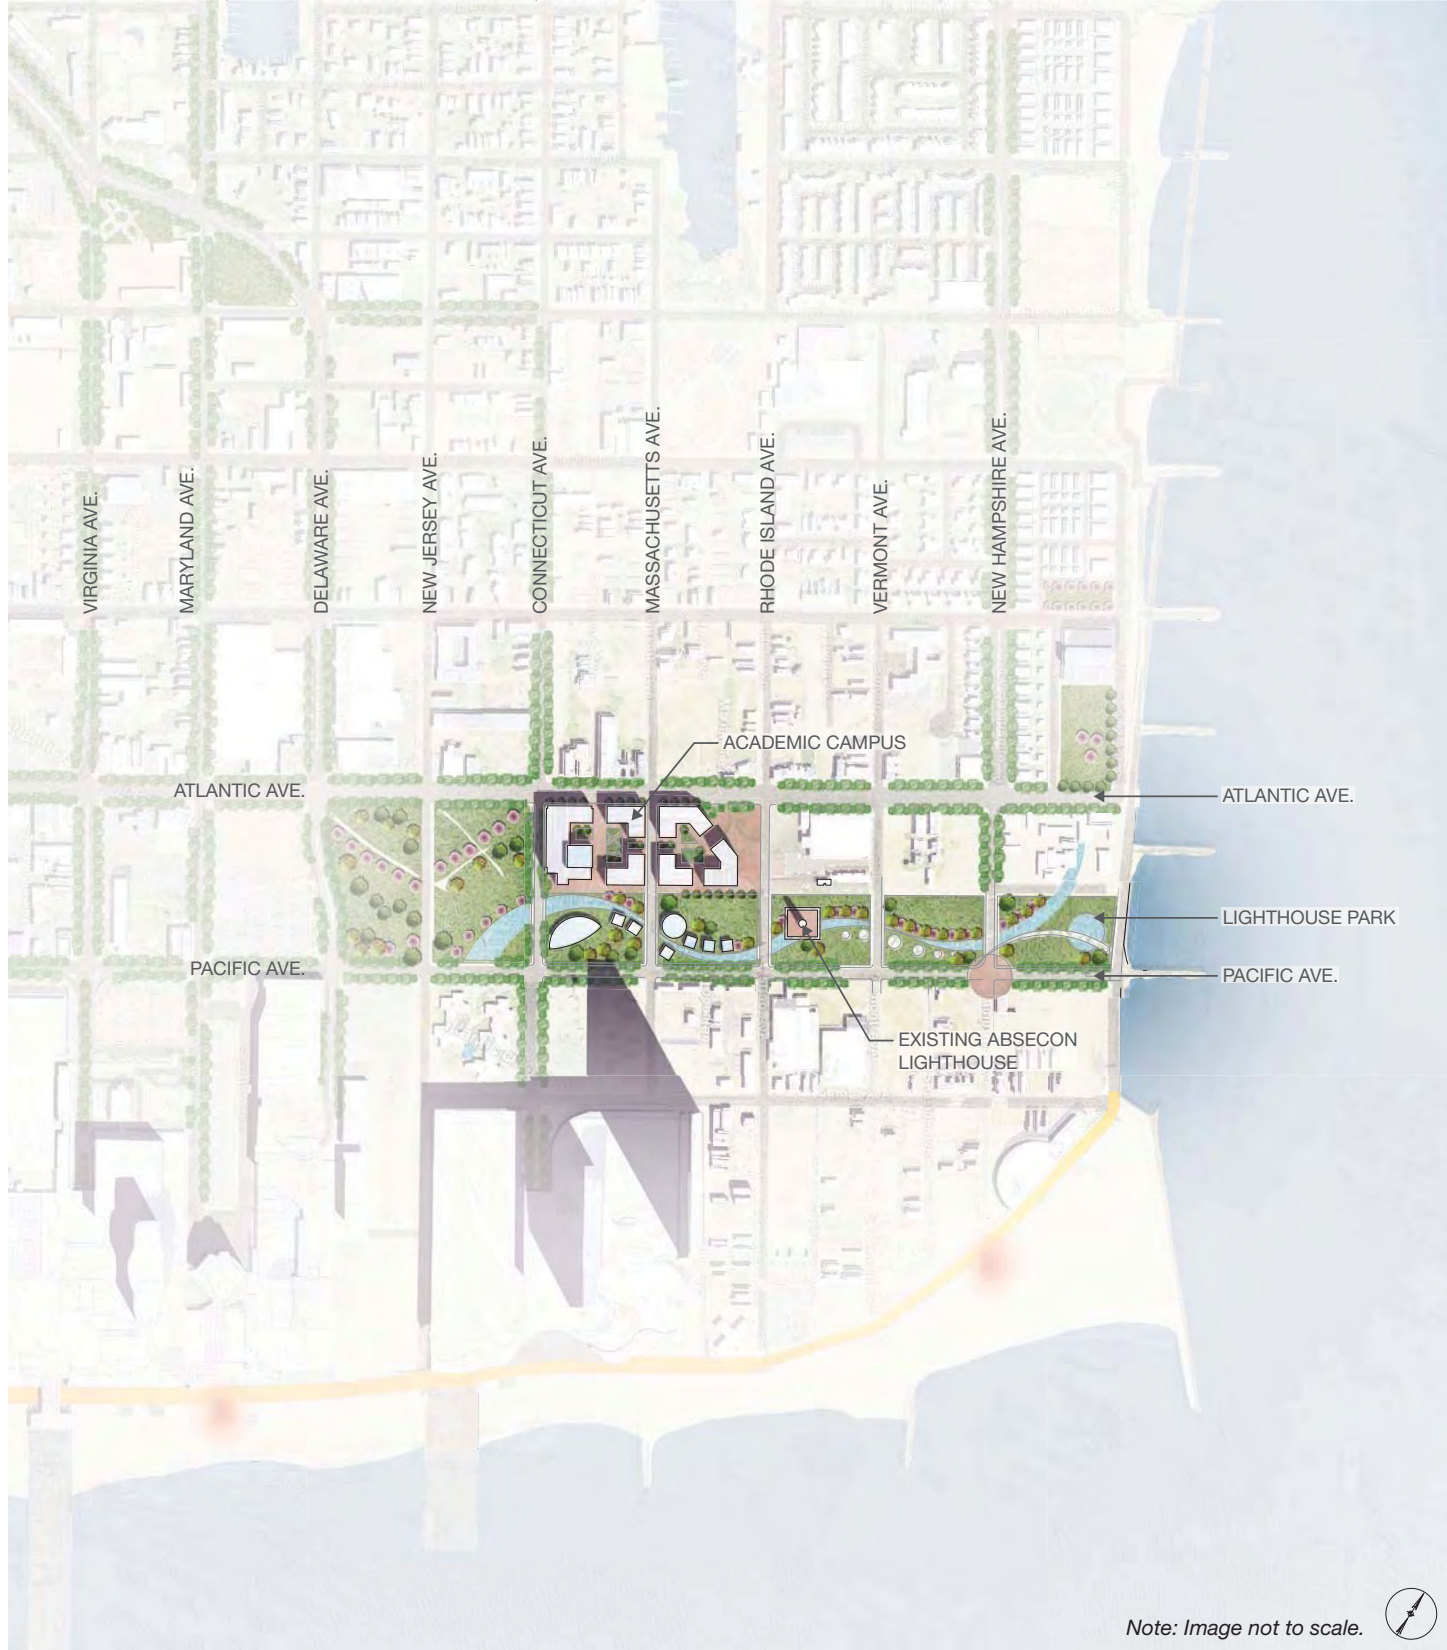 VIRGINIA AVE.
MARYLAND AVE.
DELAWARE AVE.
NEW JERSEY AVE.
CONNECTICUT AVE.
MASSACHUSETTS AVE.
RHODE ISLAND AVE.
VERMONT AVE.
NEW HAMPSHIRE AVE.
ACADEMIC CAMPUS
ATLANTIC AVE.
ATLANTIC AVE.
LIGHTHOUSE PARK
PACIFIC AVE.
PACIFIC AVE.
EXISTING ABSECON
LIGHTHOUSE
Note: Image not to scale.